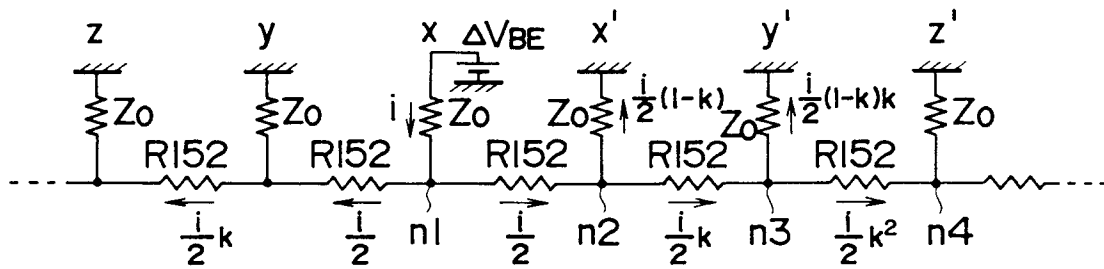 z y x ΔVBE x' y' z'
i i/2(1-k) i/2(1-k)k
Zo Zo Zo Zo Zo Zo
R152 R152 R152 R152 R152
i/2 k i/2 n1 i/2 n2 i/2 k n3 i/2 k² n4